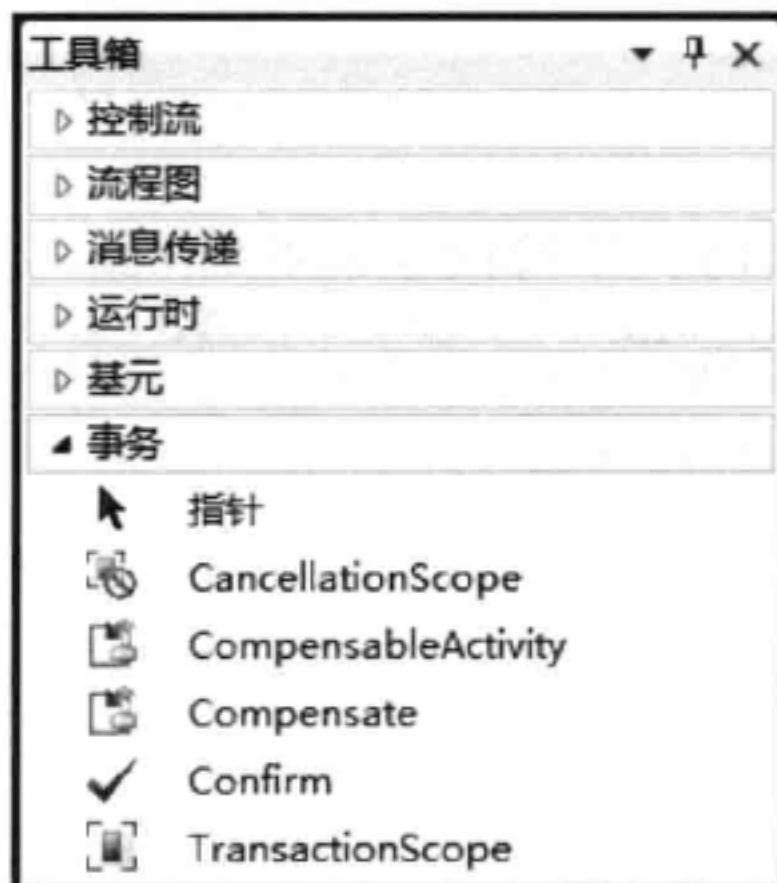 工具箱
控制流
流程图
消息传递
运行时
基元
事务
指针
CancellationScope
CompensableActivity
Compensate
Confirm
TransactionScope